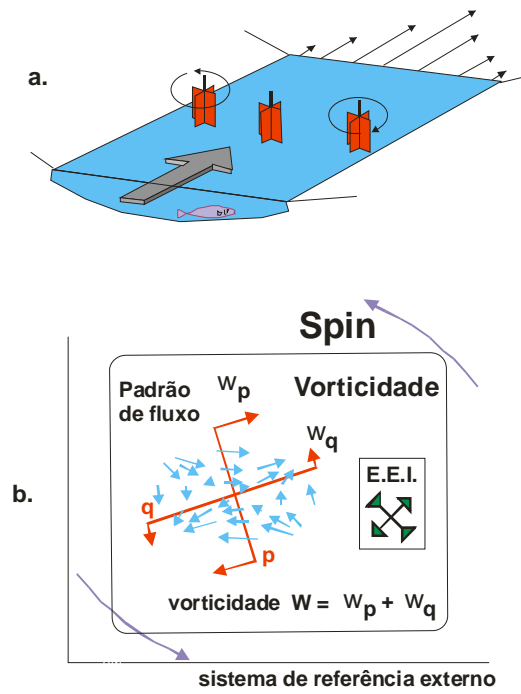 a.
Spin
Padrão
de fluxo
Wp
Vorticidade
Wq
E.E.I.
b.
q
p
vorticidade W = Wp + Wq
sistema de referência externo